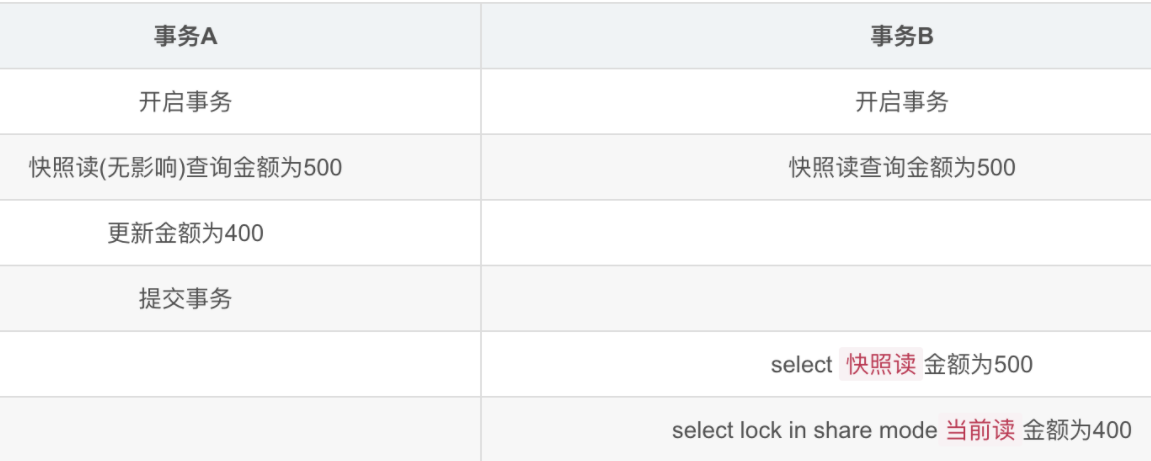 事务A 事务B
开启事务 开启事务
快照读(无影响)查询金额为500 快照读查询金额为500
更新金额为400
提交事务
select 快照读 金额为500
select lock in share mode 当前读 金额为400